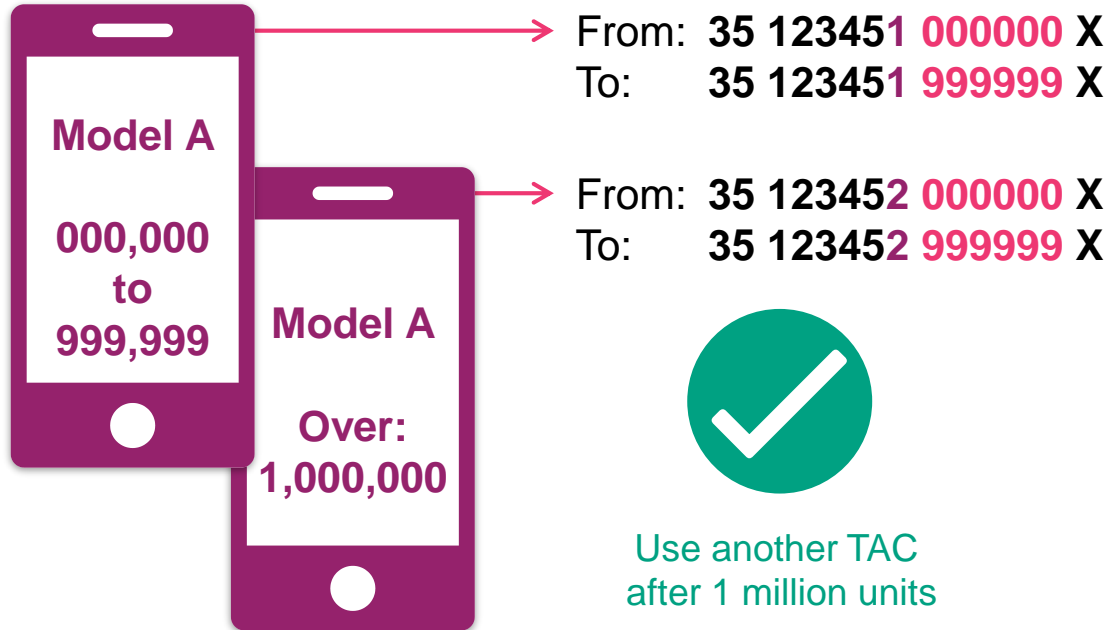 Model A
000,000
to
999,999
From: 35 123451 000000 X
To: 35 123451 999999 X
Model A
Over:
1,000,000
From: 35 123452 000000 X
To: 35 123452 999999 X
Use another TAC
after 1 million units